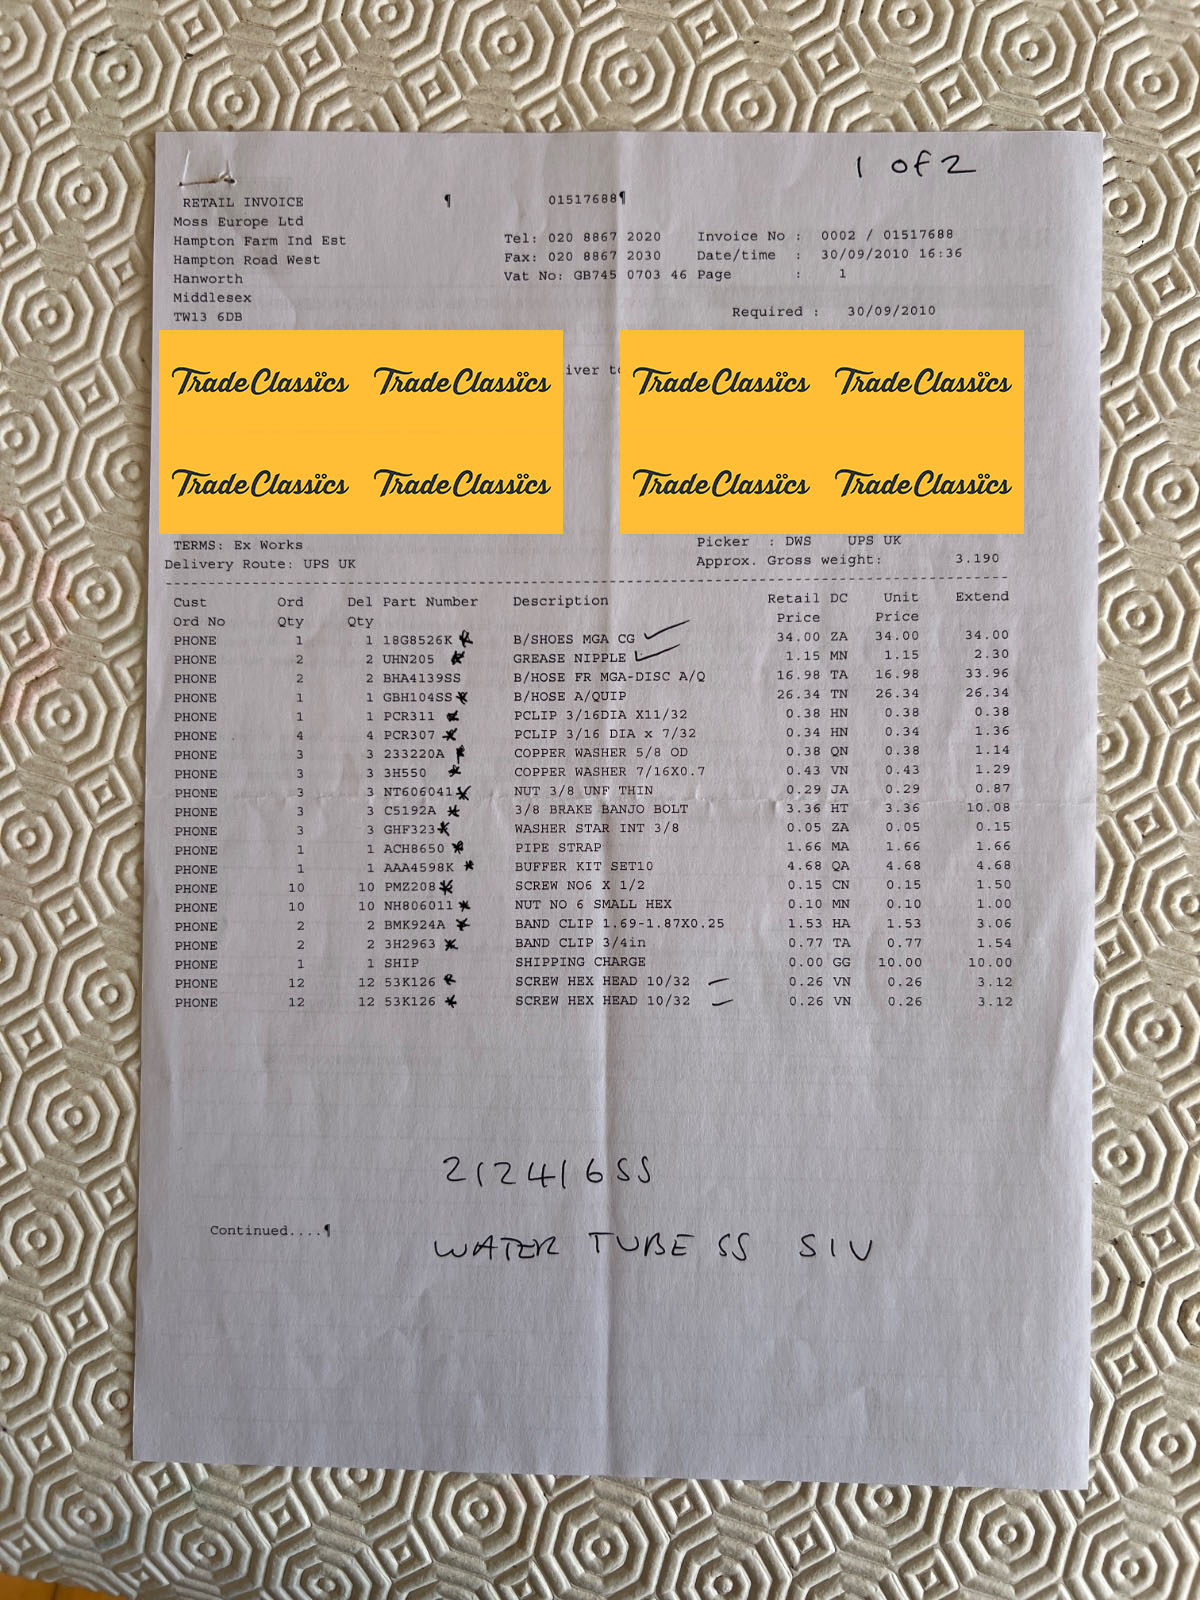 1 of 2
RETAIL INVOICE ¶ 01517688¶
Moss Europe Ltd
Hampton Farm Ind Est Tel: 020 8867 2020 Invoice No : 0002 / 01517688
Hampton Road West Fax: 020 8867 2030 Date/time : 30/09/2010 16:36
Hanworth Vat No: GB745 0703 46 Page : 1
Middlesex
TW13 6DB Required : 30/09/2010
iver to
Trade Classics Trade Classics Trade Classics Trade Classics
Trade Classics Trade Classics Trade Classics Trade Classics
TERMS: Ex Works Picker : DWS UPS UK
Delivery Route: UPS UK Approx. Gross weight: 3.190
Cust Ord Del Part Number Description Retail DC Unit Extend
Ord No Qty Qty Price Price
PHONE 1 1 18G8526K B/SHOES MGA CG 34.00 ZA 34.00 34.00
PHONE 2 2 UHN205 GREASE NIPPLE 1.15 MN 1.15 2.30
PHONE 2 2 BHA4139SS B/HOSE FR MGA-DISC A/Q 16.98 TA 16.98 33.96
PHONE 1 1 GBH104SS B/HOSE A/QUIP 26.34 TN 26.34 26.34
PHONE 1 1 PCR311 PCLIP 3/16DIA X11/32 0.38 HN 0.38 0.38
PHONE 4 4 PCR307 PCLIP 3/16 DIA x 7/32 0.34 HN 0.34 1.36
PHONE 3 3 233220A COPPER WASHER 5/8 OD 0.38 QN 0.38 1.14
PHONE 3 3 3H550 COPPER WASHER 7/16X0.7 0.43 VN 0.43 1.29
PHONE 3 3 NT606041 NUT 3/8 UNF THIN 0.29 JA 0.29 0.87
PHONE 3 3 C5192A 3/8 BRAKE BANJO BOLT 3.36 HT 3.36 10.08
PHONE 3 3 GHF323 WASHER STAR INT 3/8 0.05 ZA 0.05 0.15
PHONE 1 1 ACH8650 PIPE STRAP 1.66 MA 1.66 1.66
PHONE 1 1 AAA4598K BUFFER KIT SET10 4.68 QA 4.68 4.68
PHONE 10 10 PMZ208 SCREW NO6 X 1/2 0.15 CN 0.15 1.50
PHONE 10 10 NH806011 NUT NO 6 SMALL HEX 0.10 MN 0.10 1.00
PHONE 2 2 BMK924A BAND CLIP 1.69-1.87X0.25 1.53 HA 1.53 3.06
PHONE 2 2 3H2963 BAND CLIP 3/4in 0.77 TA 0.77 1.54
PHONE 1 1 SHIP SHIPPING CHARGE 0.00 GG 10.00 10.00
PHONE 12 12 53K126 SCREW HEX HEAD 10/32 0.26 VN 0.26 3.12
PHONE 12 12 53K126 SCREW HEX HEAD 10/32 0.26 VN 0.26 3.12
212416SS
Continued....¶
WATER TUBE SS SIV